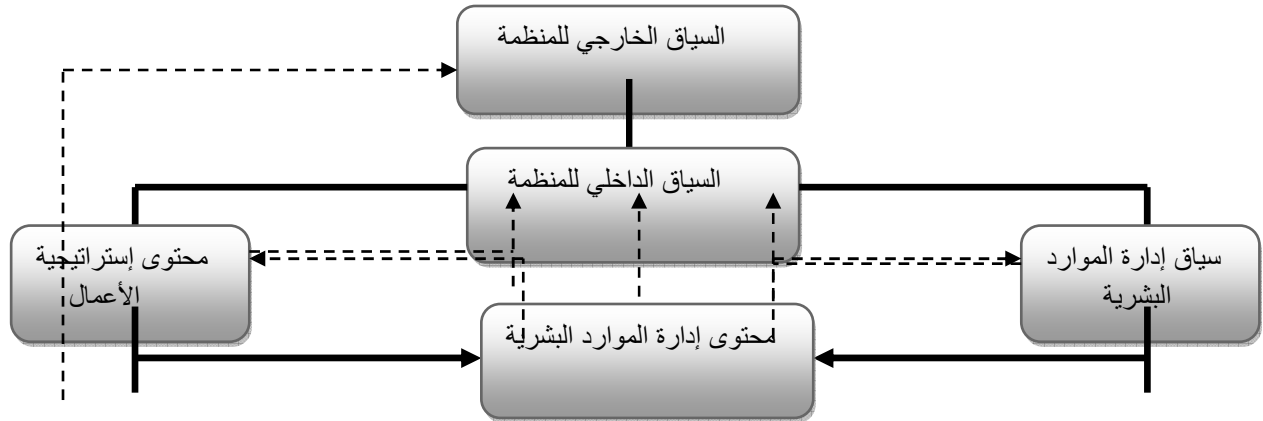 السياق الخارجي للمنظمة
السياق الداخلي للمنظمة
محتوى إستراتيجية
الأعمال
سياق إدارة الموارد
البشرية
محتوى إدارة الموارد البشرية